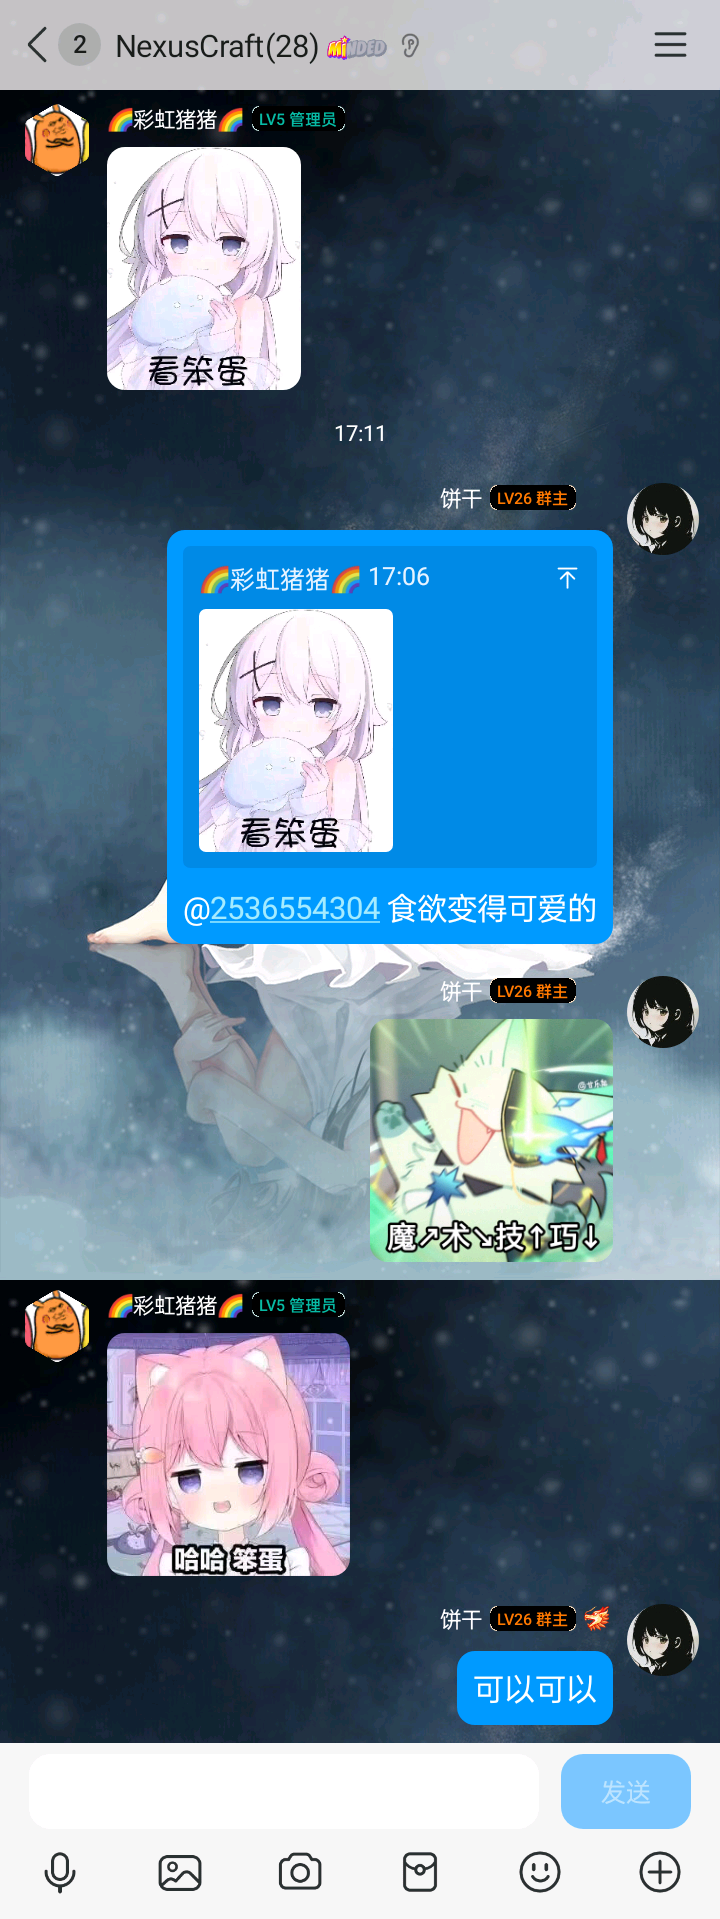 2 NexusCraft(28) MiNDED
🌈彩虹猪猪🌈 LV5 管理员
看笨蛋
17:11
饼干 LV26 群主
🌈彩虹猪猪🌈 17:06
看笨蛋
@2536554304 食欲变得可爱的
饼干 LV26 群主
魔↗术↘技↑巧↓
🌈彩虹猪猪🌈 LV5 管理员
哈哈 笨蛋
饼干 LV26 群主
可以可以
发送